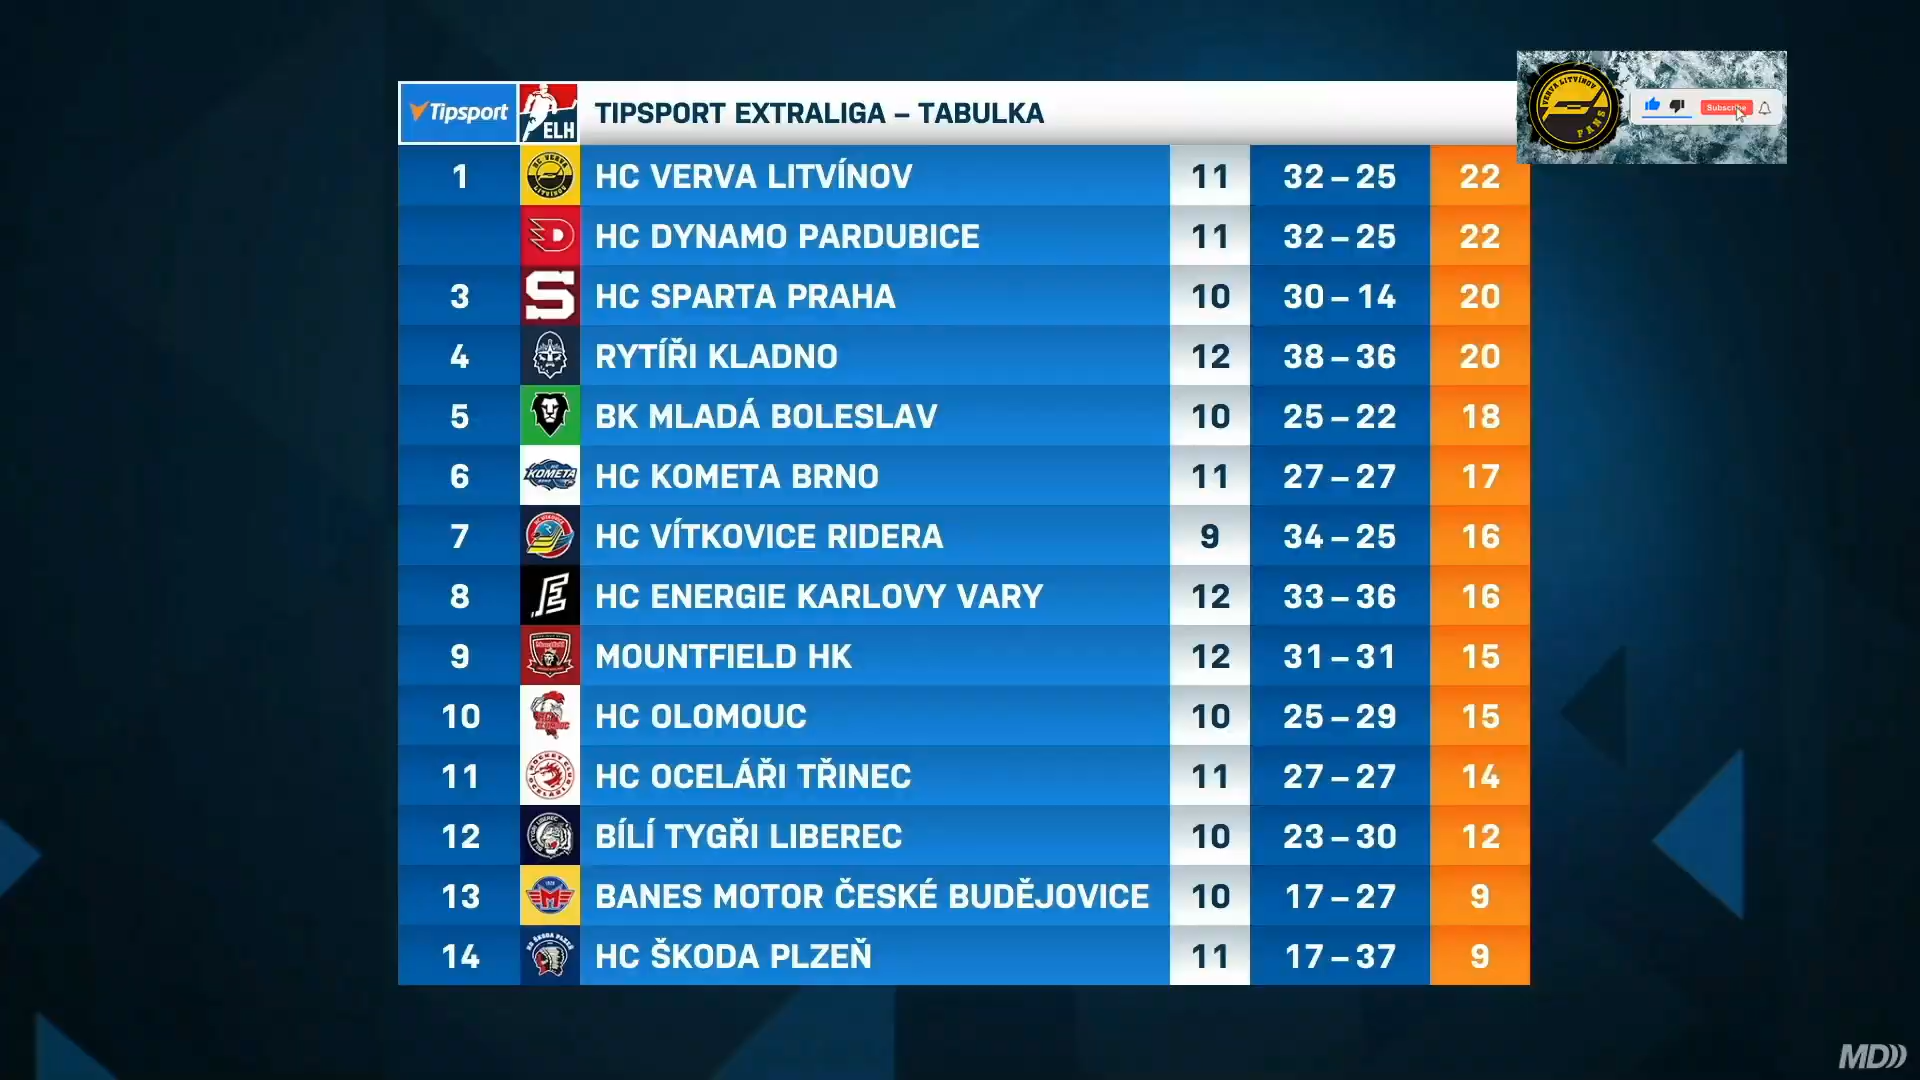 Tipsport ELH TIPSPORT EXTRALIGA – TABULKA
VERVA LITVÍNOV FANS Subscribe
1 HC VERVA LITVÍNOV 11 32 – 25 22
HC DYNAMO PARDUBICE 11 32 – 25 22
3 HC SPARTA PRAHA 10 30 – 14 20
4 RYTÍŘI KLADNO 12 38 – 36 20
5 BK MLADÁ BOLESLAV 10 25 – 22 18
6 KOMETA HC KOMETA BRNO 11 27 – 27 17
7 HC VÍTKOVICE RIDERA 9 34 – 25 16
8 HC ENERGIE KARLOVY VARY 12 33 – 36 16
9 MOUNTFIELD HK 12 31 – 31 15
10 HC OLOMOUC 10 25 – 29 15
11 HC OCELÁŘI TŘINEC 11 27 – 27 14
12 BÍLÍ TYGŘI LIBEREC 10 23 – 30 12
13 BANES MOTOR ČESKÉ BUDĚJOVICE 10 17 – 27 9
14 HC ŠKODA PLZEŇ 11 17 – 37 9
MD